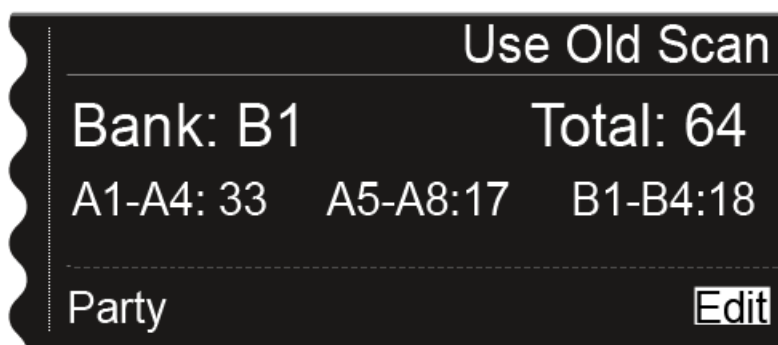 Use Old Scan
Bank: B1 Total: 64
A1-A4: 33 A5-A8:17 B1-B4:18
Party Edit